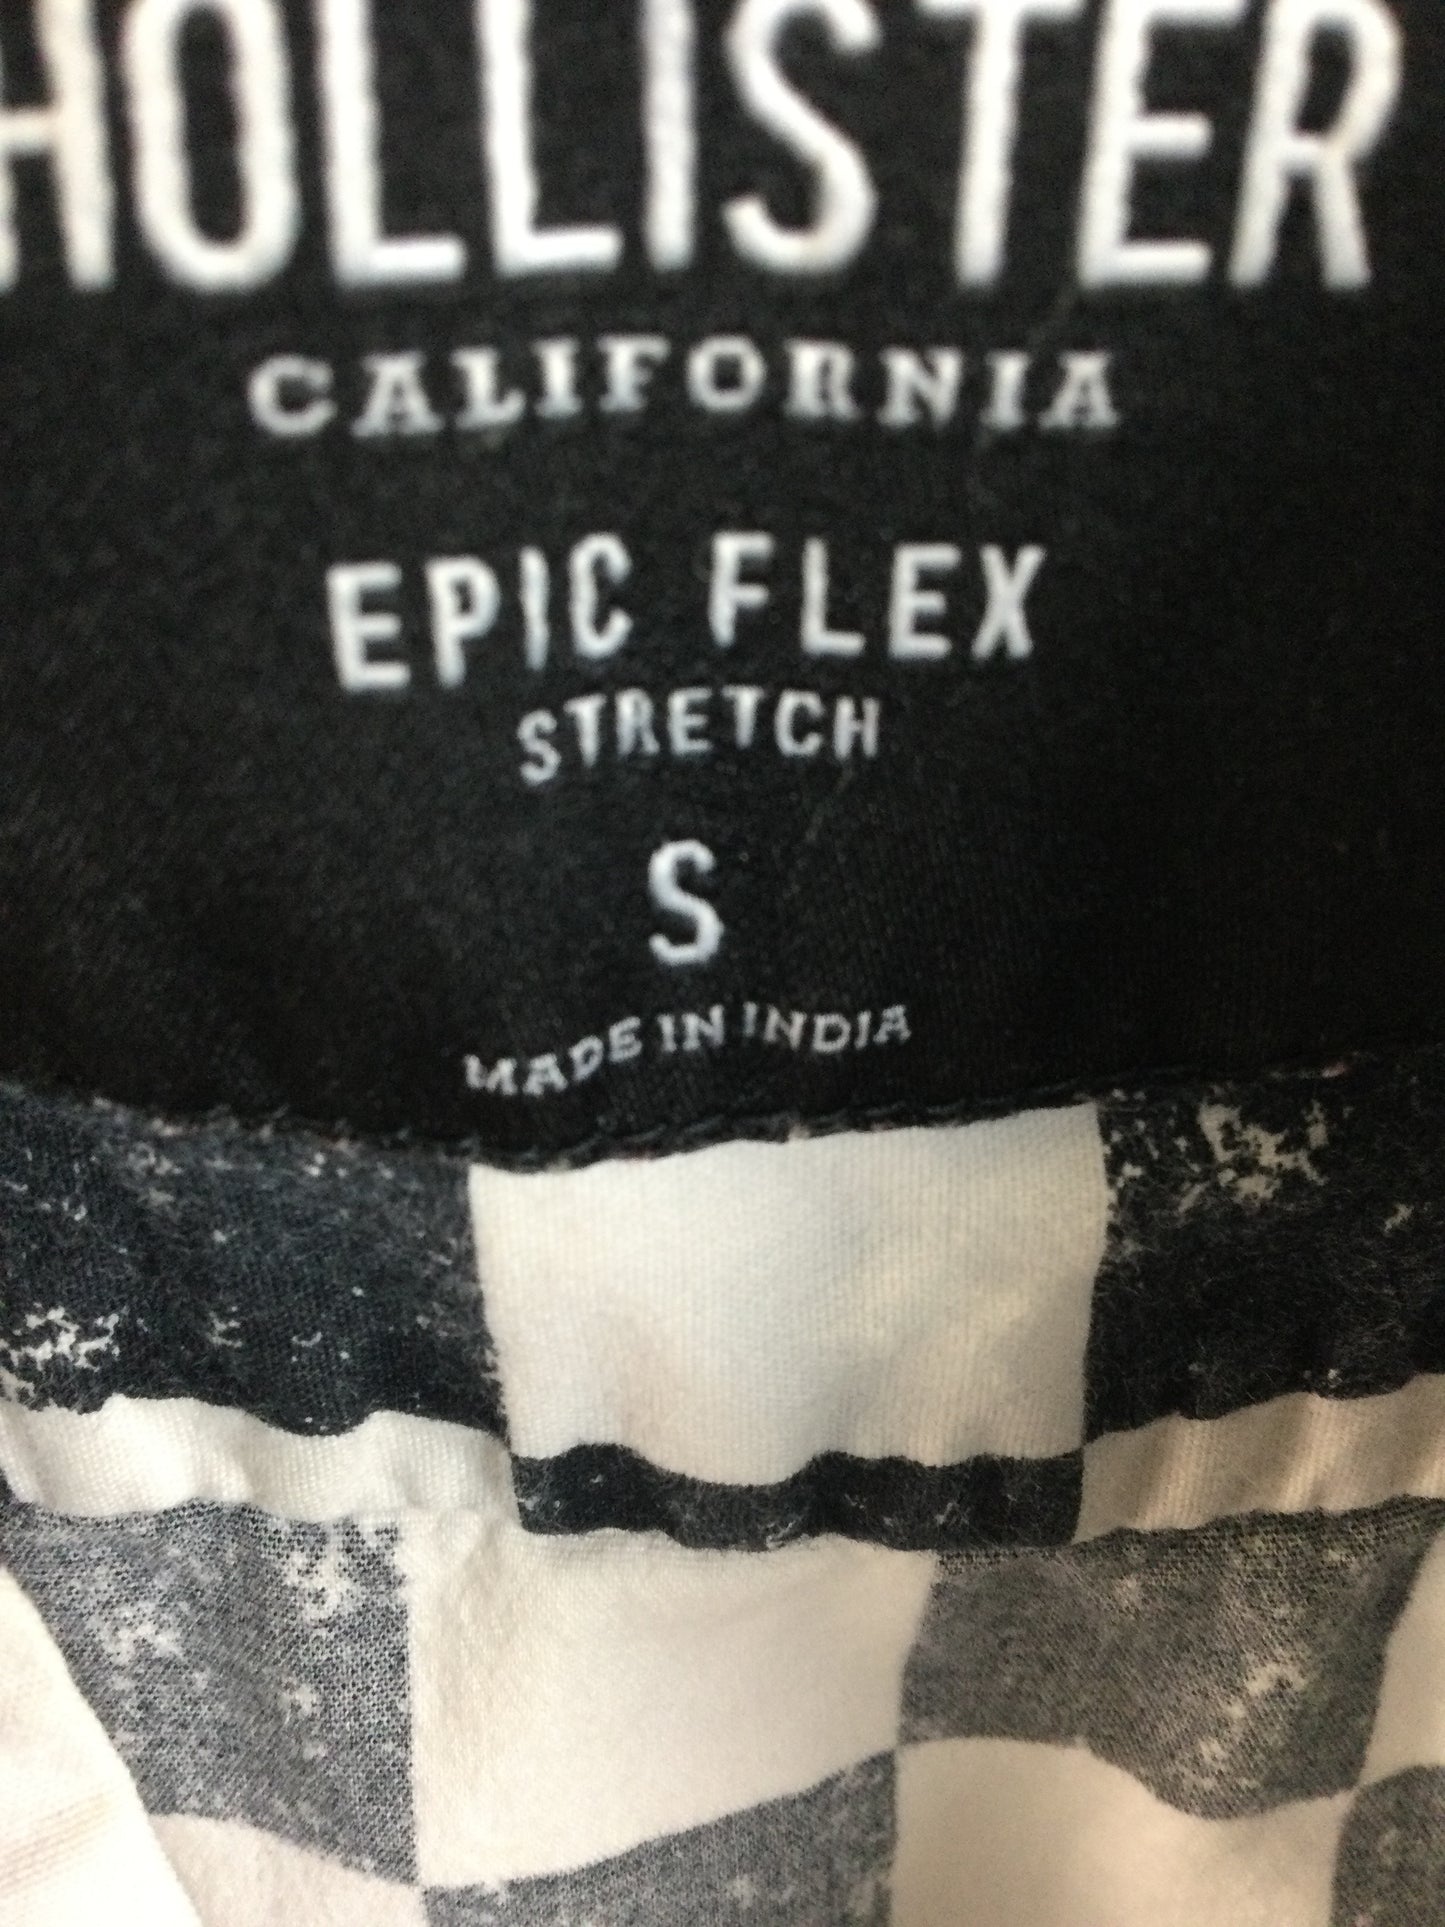 HOLLISTER
CALIFORNIA
EPIC FLEX
STRETCH
S
MADE IN INDIA